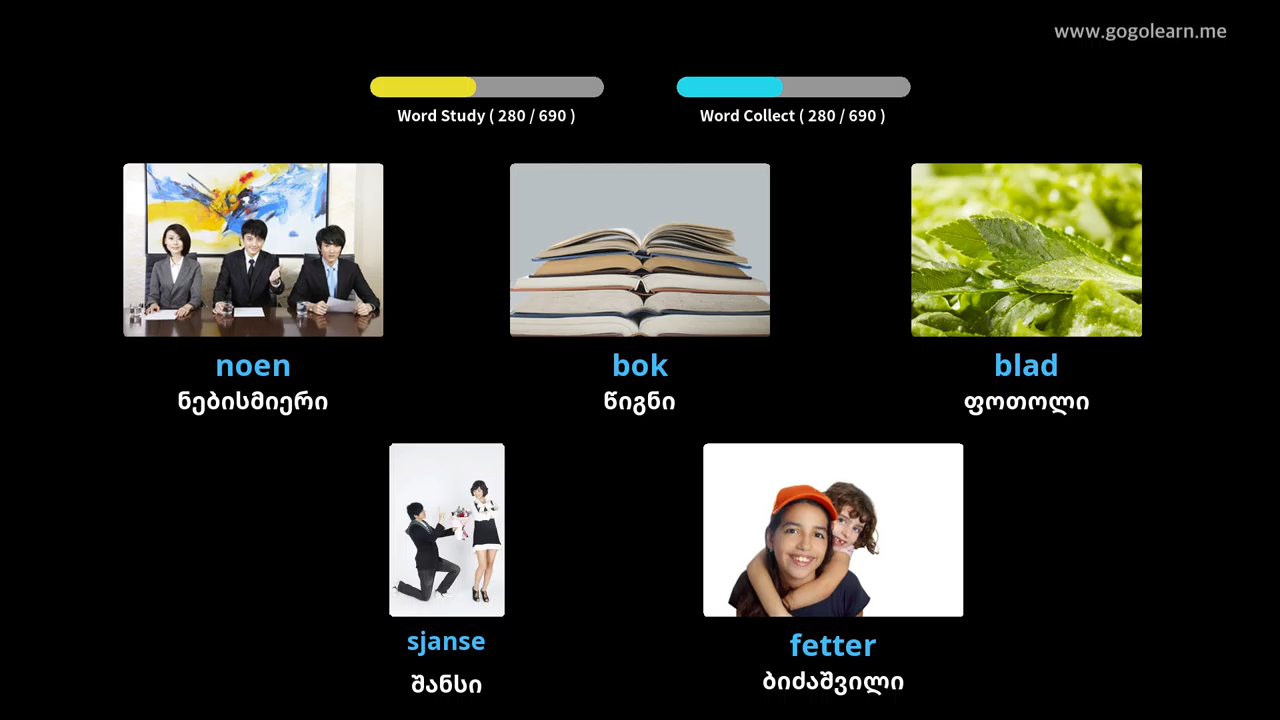 www.gogolearn.me
Word Study ( 280 / 690 )
Word Collect ( 280 / 690 )
noen
ნებისმიერი
bok
წიგნი
blad
ფოთოლი
sjanse
შანსი
fetter
ბიძაშვილი